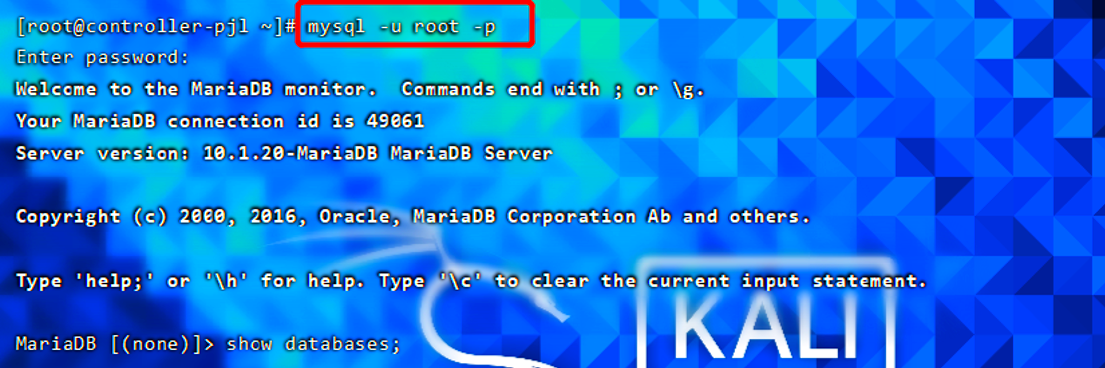 [root@controller-pjl ~]# mysql -u root -p
Enter password:
Welcome to the MariaDB monitor.  Commands end with ; or \g.
Your MariaDB connection id is 49061
Server version: 10.1.20-MariaDB MariaDB Server
Copyright (c) 2000, 2016, Oracle, MariaDB Corporation Ab and others.
Type 'help;' or '\h' for help. Type '\c' to clear the current input statement.
MariaDB [(none)]> show databases;
KALI